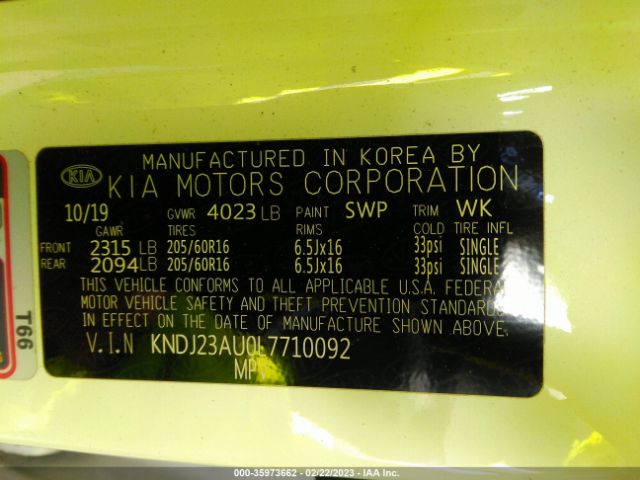 MANUFACTURED IN KOREA BY
KIA KIA MOTORS CORPORATION
10/19 GVWR 4023 LB PAINT SWP TRIM WK
GAWR TIRES RIMS COLD TIRE INFL
FRONT 2315 LB 205/60R16 6.5Jx16 33psi SINGLE
REAR 2094 LB 205/60R16 6.5Jx16 33psi SINGLE
THIS VEHICLE CONFORMS TO ALL APPLICABLE U.S.A. FEDERAL
MOTOR VEHICLE SAFETY AND THEFT PREVENTION STANDARDS
IN EFFECT ON THE DATE OF MANUFACTURE SHOWN ABOVE.
V.I.N KNDJ23AU0L7710092
MPV
T66
000-35973662 - 02/22/2023 - IAA Inc.